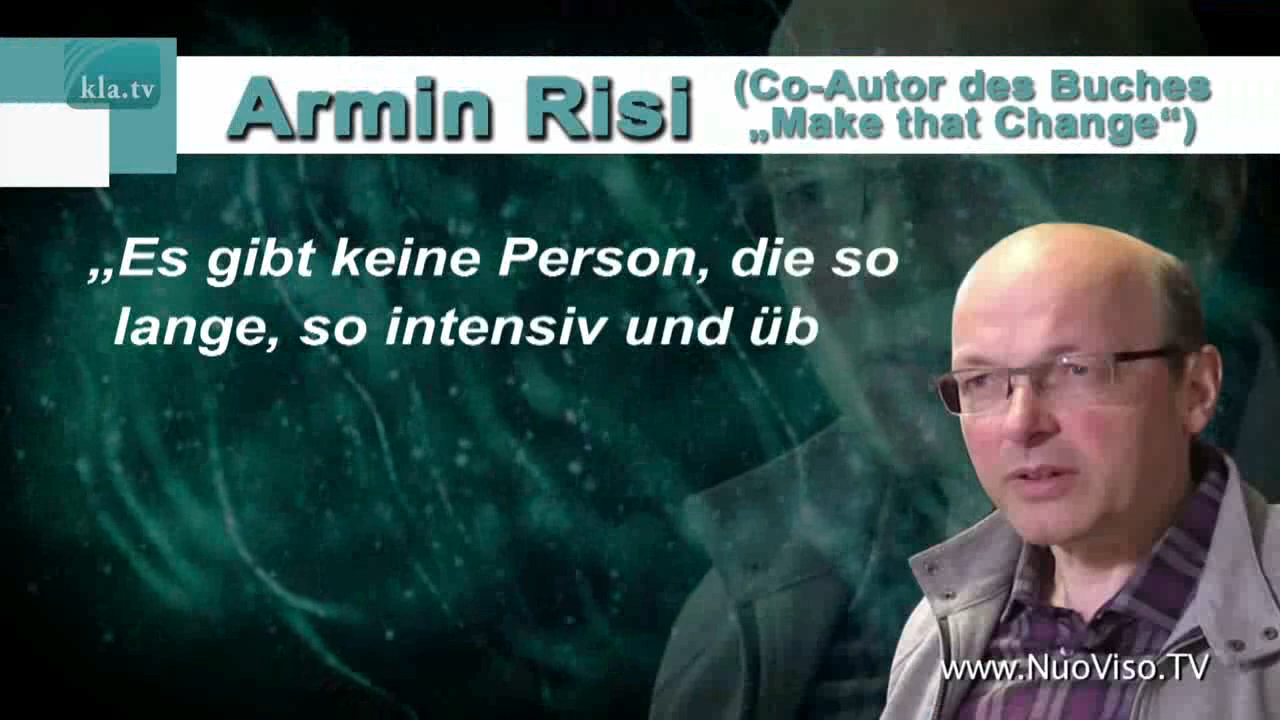 kla.tv
Armin Risi
(Co-Autor des Buches
„Make that Change“)
„Es gibt keine Person, die so
lange, so intensiv und üb
www.NuoViso.TV